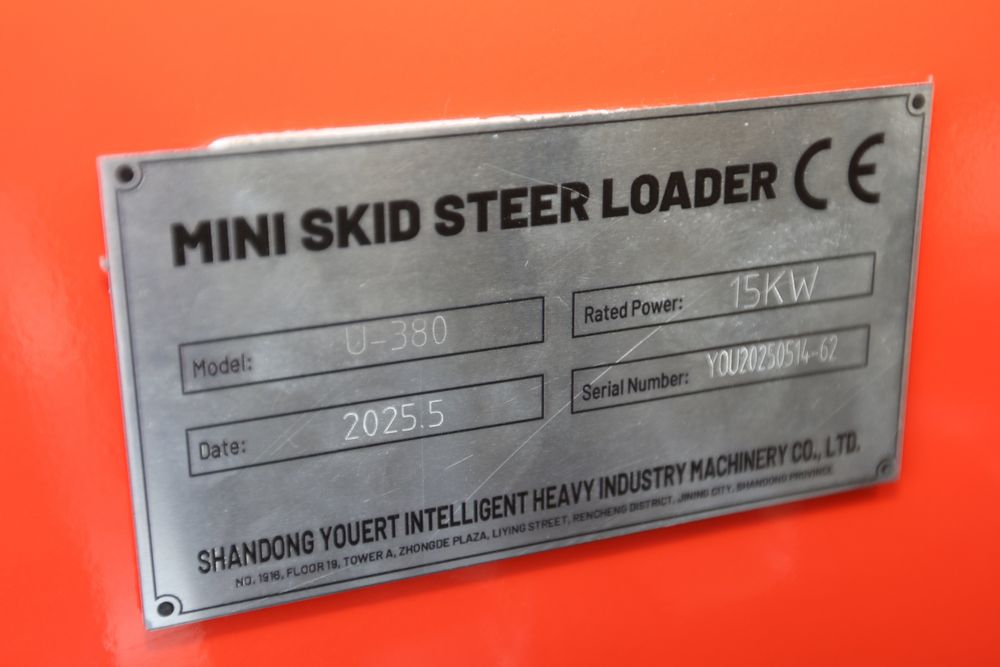 MINI SKID STEER LOADER CE
Model: U-380
Rated Power: 15KW
Date: 2025.5
Serial Number: YOU20250514-62
SHANDONG YOUERT INTELLIGENT HEAVY INDUSTRY MACHINERY CO., LTD.
NO. 1916, FLOOR 19, TOWER A, ZHONGDE PLAZA, LIYING STREET, RENCHENG DISTRICT, JINING CITY, SHANDONG PROVINCE